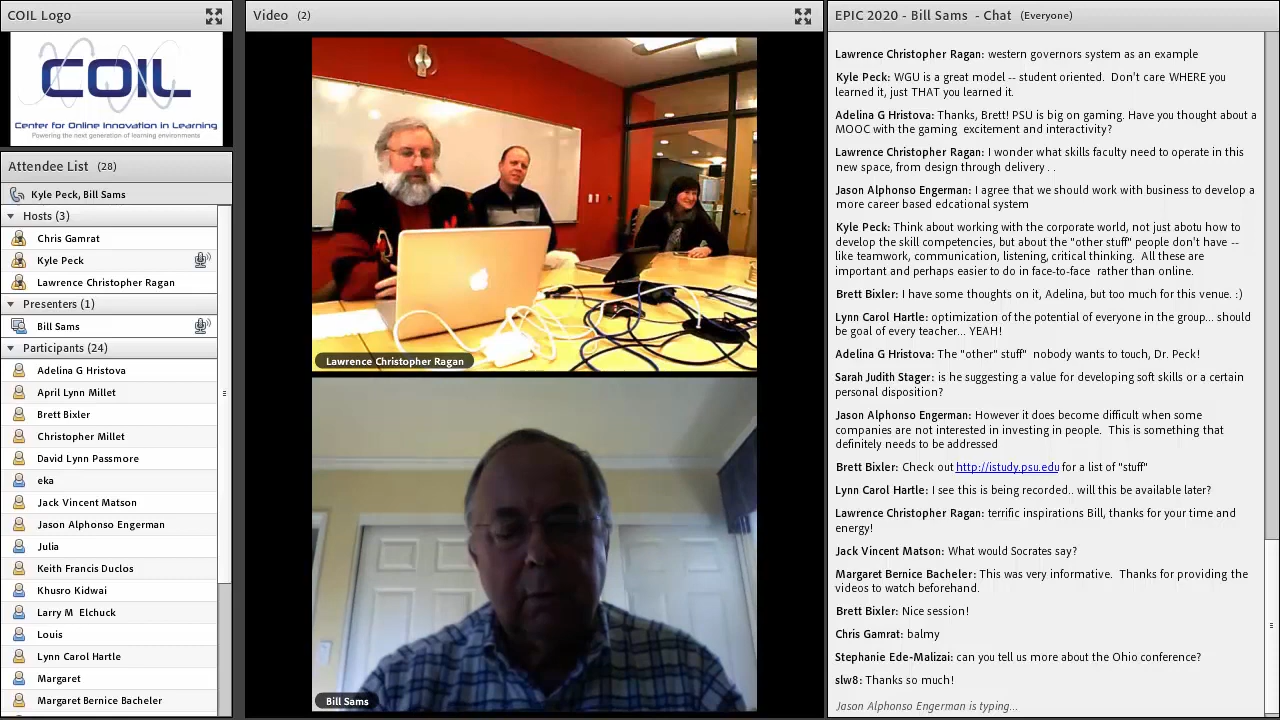 COIL Logo
COIL
Center for Online Innovation in Learning
Powering the next generation of learning environments
Attendee List (28)
Kyle Peck, Bill Sams
Hosts (3)
Chris Gamrat
Kyle Peck
Lawrence Christopher Ragan
Presenters (1)
Bill Sams
Participants (24)
Adelina G Hristova
April Lynn Millet
Brett Bixler
Christopher Millet
David Lynn Passmore
eka
Jack Vincent Matson
Jason Alphonso Engerman
Julia
Keith Francis Duclos
Khusro Kidwai
Larry M Elchuck
Louis
Lynn Carol Hartle
Margaret
Margaret Bernice Bacheler
Video (2)
Lawrence Christopher Ragan
Bill Sams
EPIC 2020 - Bill Sams - Chat (Everyone)
Lawrence Christopher Ragan: western governors system as an example
Kyle Peck: WGU is a great model -- student oriented. Don't care WHERE you
learned it, just THAT you learned it.
Adelina G Hristova: Thanks, Brett! PSU is big on gaming. Have you thought about a
MOOC with the gaming excitement and interactivity?
Lawrence Christopher Ragan: I wonder what skills faculty need to operate in this
new space, from design through delivery . .
Jason Alphonso Engerman: I agree that we should work with business to develop a
more career based edcational system
Kyle Peck: Think about working with the corporate world, not just abotu how to
develop the skill competencies, but about the "other stuff" people don't have --
like teamwork, communication, listening, critical thinking. All these are
important and perhaps easier to do in face-to-face rather than online.
Brett Bixler: I have some thoughts on it, Adelina, but too much for this venue. :)
Lynn Carol Hartle: optimization of the potential of everyone in the group... should
be goal of every teacher... YEAH!
Adelina G Hristova: The "other" stuff" nobody wants to teach, Dr. Peck!
Sarah Judith Stager: is he suggesting a value for developing soft skills or a certain
personal disposition?
Jason Alphonso Engerman: However it does become difficult when some
companies are not interested in investing in people. This is something that
definitely needs to be addressed
Brett Bixler: Check out http://istudy.psu.edu for a list of "stuff"
Lynn Carol Hartle: I see this is being recorded.. will this be available later?
Lawrence Christopher Ragan: terrific inspirations Bill, thanks for your time and
energy!
Jack Vincent Matson: What would Socrates say?
Margaret Bernice Bacheler: This was very informative. Thanks for providing the
videos to watch beforehand.
Brett Bixler: Nice session!
Chris Gamrat: balmy
Stephanie Ede-Malizai: can you tell us more about the Ohio conference?
slw8: Thanks so much!
Jason Alphonso Engerman is typing...